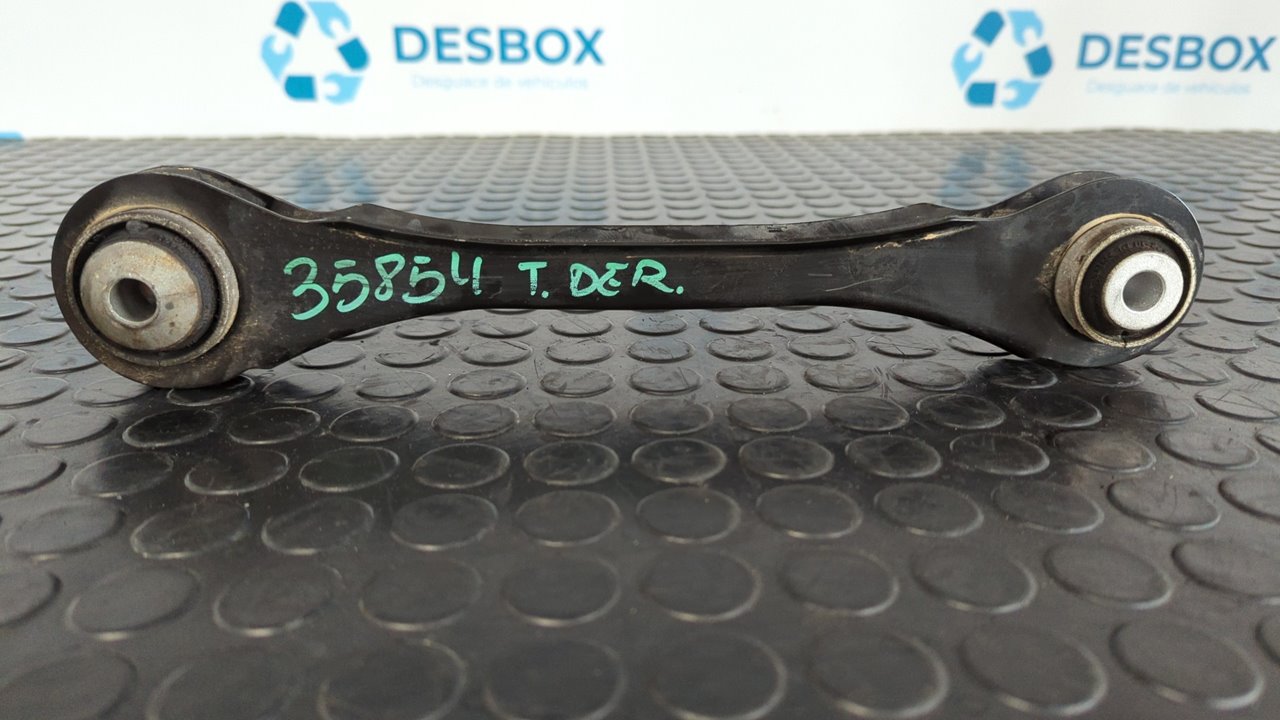 DESBOX
Desguace de vehículos
DESBOX
Desguace de vehículos
35854 T. DER.